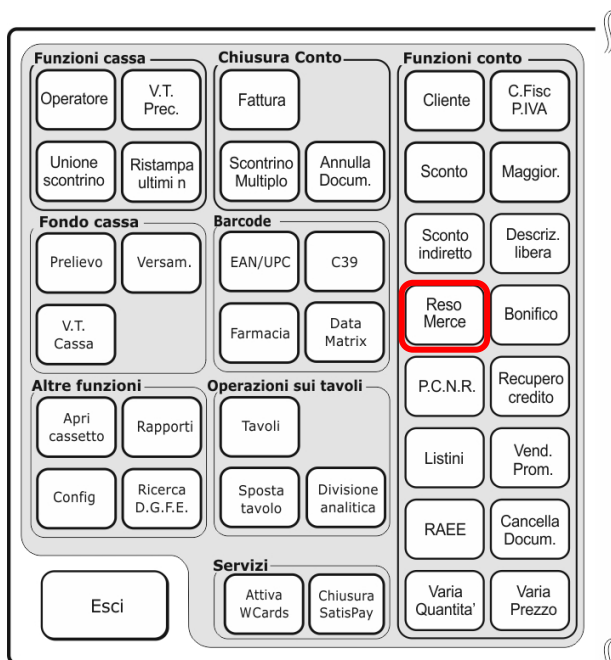 Funzioni cassa
Operatore
V.T.
Prec.
Unione
scontrino
Ristampa
ultimi n
Chiusura Conto
Fattura
Scontrino
Multiplo
Annulla
Docum.
Funzioni conto
Cliente
C.Fisc
P.IVA
Sconto
Maggior.
Sconto
indiretto
Descriz.
libera
Reso
Merce
Bonifico
P.C.N.R.
Recupero
credito
Listini
Vend.
Prom.
RAEE
Cancella
Docum.
Varia
Quantita'
Varia
Prezzo
Fondo cassa
Prelievo
Versam.
V.T.
Cassa
Barcode
EAN/UPC
C39
Farmacia
Data
Matrix
Altre funzioni
Apri
cassetto
Rapporti
Config
Ricerca
D.G.F.E.
Operazioni sui tavoli
Tavoli
Sposta
tavolo
Divisione
analitica
Servizi
Attiva
WCards
Chiusura
SatisPay
Esci